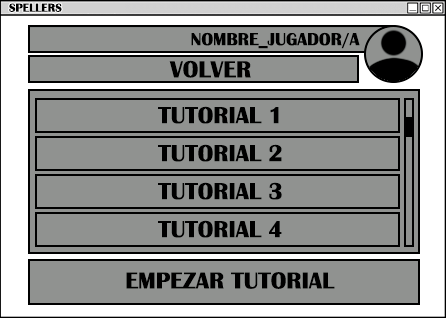 SPELLERS
NOMBRE_JUGADOR/A
VOLVER
TUTORIAL 1
TUTORIAL 2
TUTORIAL 3
TUTORIAL 4
EMPEZAR TUTORIAL